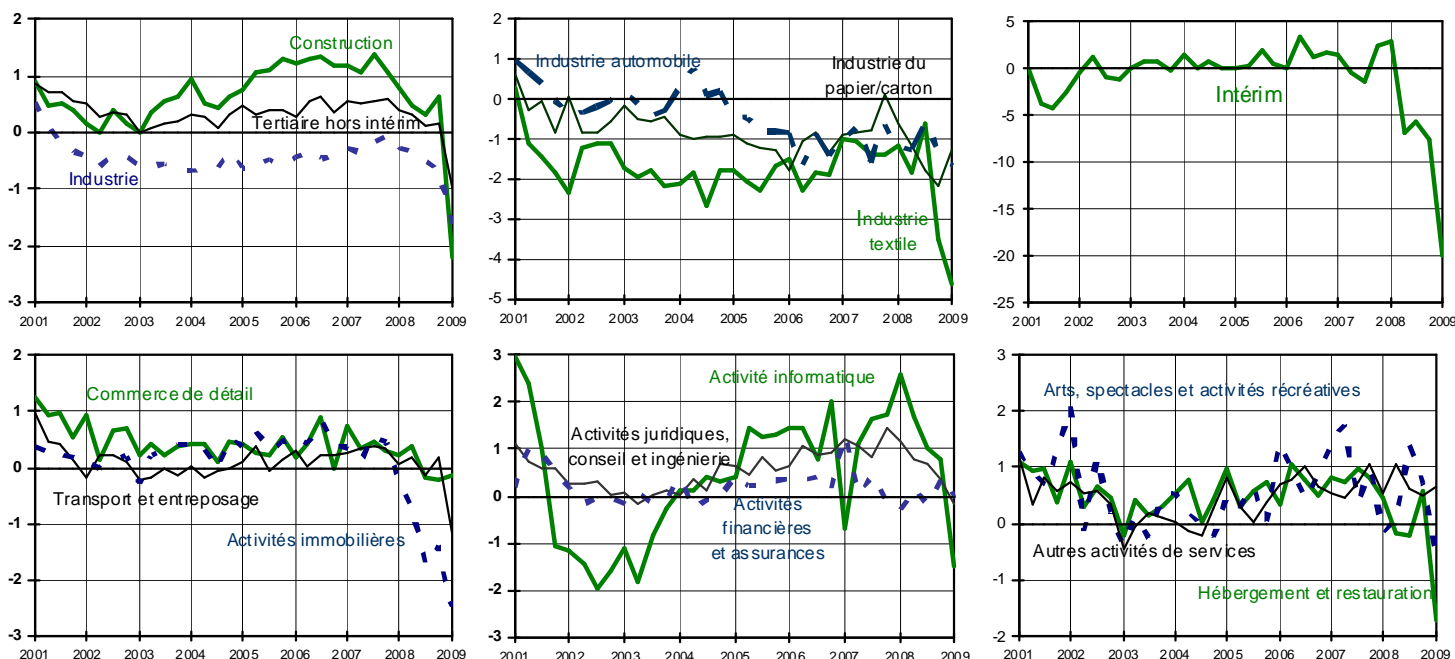 2
1
0
-1
-2
-3
Construction
Tertiaire hors intérim
Industrie
2001 2002 2003 2004 2005 2006 2007 2008 2009
2
1
0
-1
-2
-3
-4
-5
Industrie automobile
Industrie du
papier/carton
Industrie
textile
2001 2002 2003 2004 2005 2006 2007 2008 2009
5
0
-5
-10
-15
-20
-25
Intérim
2001 2002 2003 2004 2005 2006 2007 2008 2009
2
1
0
-1
-2
-3
Commerce de détail
Transport et entreposage
Activités immobilières
2001 2002 2003 2004 2005 2006 2007 2008 2009
3
2
1
0
-1
-2
-3
Activité informatique
Activités juridiques,
conseil et ingénierie
Activités
financières
et assurances
2001 2002 2003 2004 2005 2006 2007 2008 2009
3
2
1
0
-1
-2
Arts, spectacles et activités récréatives
Autres activités de services
Hébergement et restauration
2001 2002 2003 2004 2005 2006 2007 2008 2009